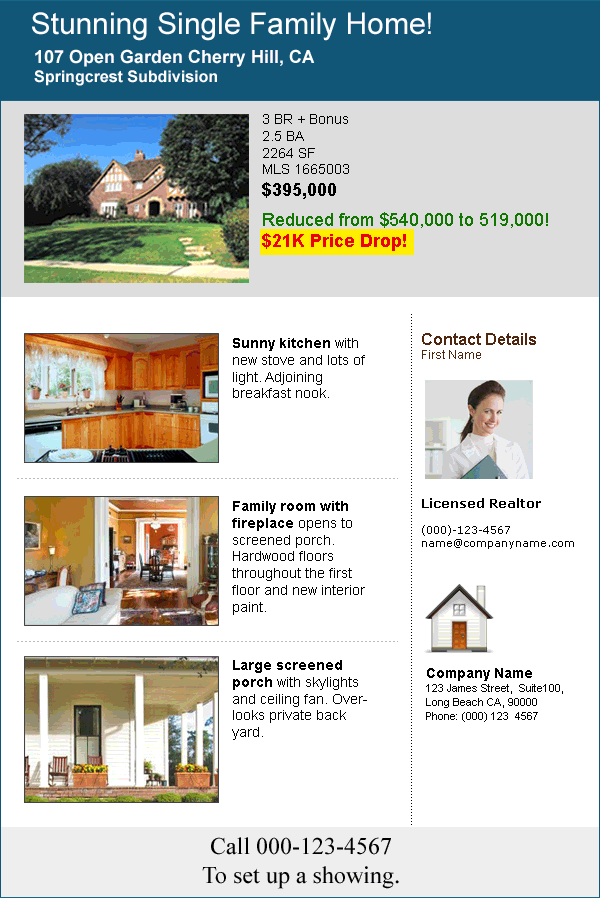 Stunning Single Family Home!
107 Open Garden Cherry Hill, CA
Springcrest Subdivision
3 BR + Bonus
2.5 BA
2264 SF
MLS 1665003
$395,000
Reduced from $540,000 to 519,000!
$21K Price Drop!
Sunny kitchen with
new stove and lots of
light. Adjoining
breakfast nook.
Family room with
fireplace opens to
screened porch.
Hardwood floors
throughout the first
floor and new interior
paint.
Large screened
porch with skylights
and ceiling fan. Over-
looks private back
yard.
Contact Details
First Name
Licensed Realtor
(000)-123-4567
name@companyname.com
Company Name
123 James Street, Suite100,
Long Beach CA, 90000
Phone: (000) 123 4567
Call 000-123-4567
To set up a showing.